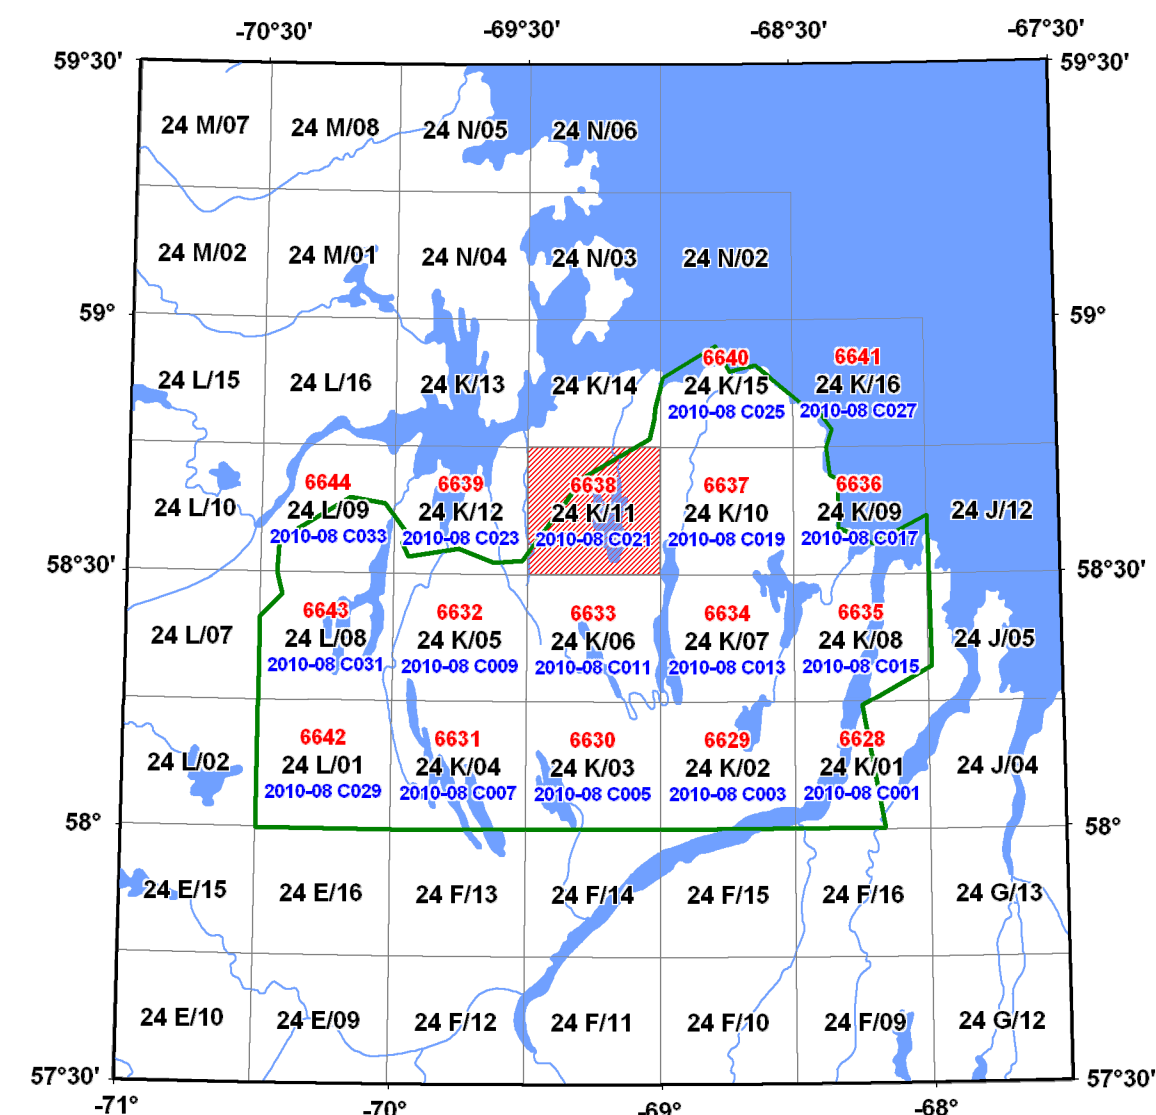 -70°30' -69°30' -68°30' -67°30'
59°30' 59°30'
24 M/07 24 M/08 24 N/05 24 N/06
24 M/02 24 M/01 24 N/04 24 N/03 24 N/02
59° 59°
6640 6641
24 L/15 24 L/16 24 K/13 24 K/14 24 K/15 24 K/16
2010-08 C025 2010-08 C027
6644 6639 6638 6637 6636
24 L/10 24 L/09 24 K/12 24 K/11 24 K/10 24 K/09 24 J/12
2010-08 C033 2010-08 C023 2010-08 C021 2010-08 C019 2010-08 C017
58°30' 58°30'
6643 6632 6633 6634 6635
24 L/07 24 L/08 24 K/05 24 K/06 24 K/07 24 K/08 24 J/05
2010-08 C031 2010-08 C009 2010-08 C011 2010-08 C013 2010-08 C015
6642 6631 6630 6629 6628
24 L/02 24 L/01 24 K/04 24 K/03 24 K/02 24 K/01 24 J/04
2010-08 C029 2010-08 C007 2010-08 C005 2010-08 C003 2010-08 C001
58° 58°
24 E/15 24 E/16 24 F/13 24 F/14 24 F/15 24 F/16 24 G/13
24 E/10 24 E/09 24 F/12 24 F/11 24 F/10 24 F/09 24 G/12
57°30' 57°30'
-71° -70° -69° -68°